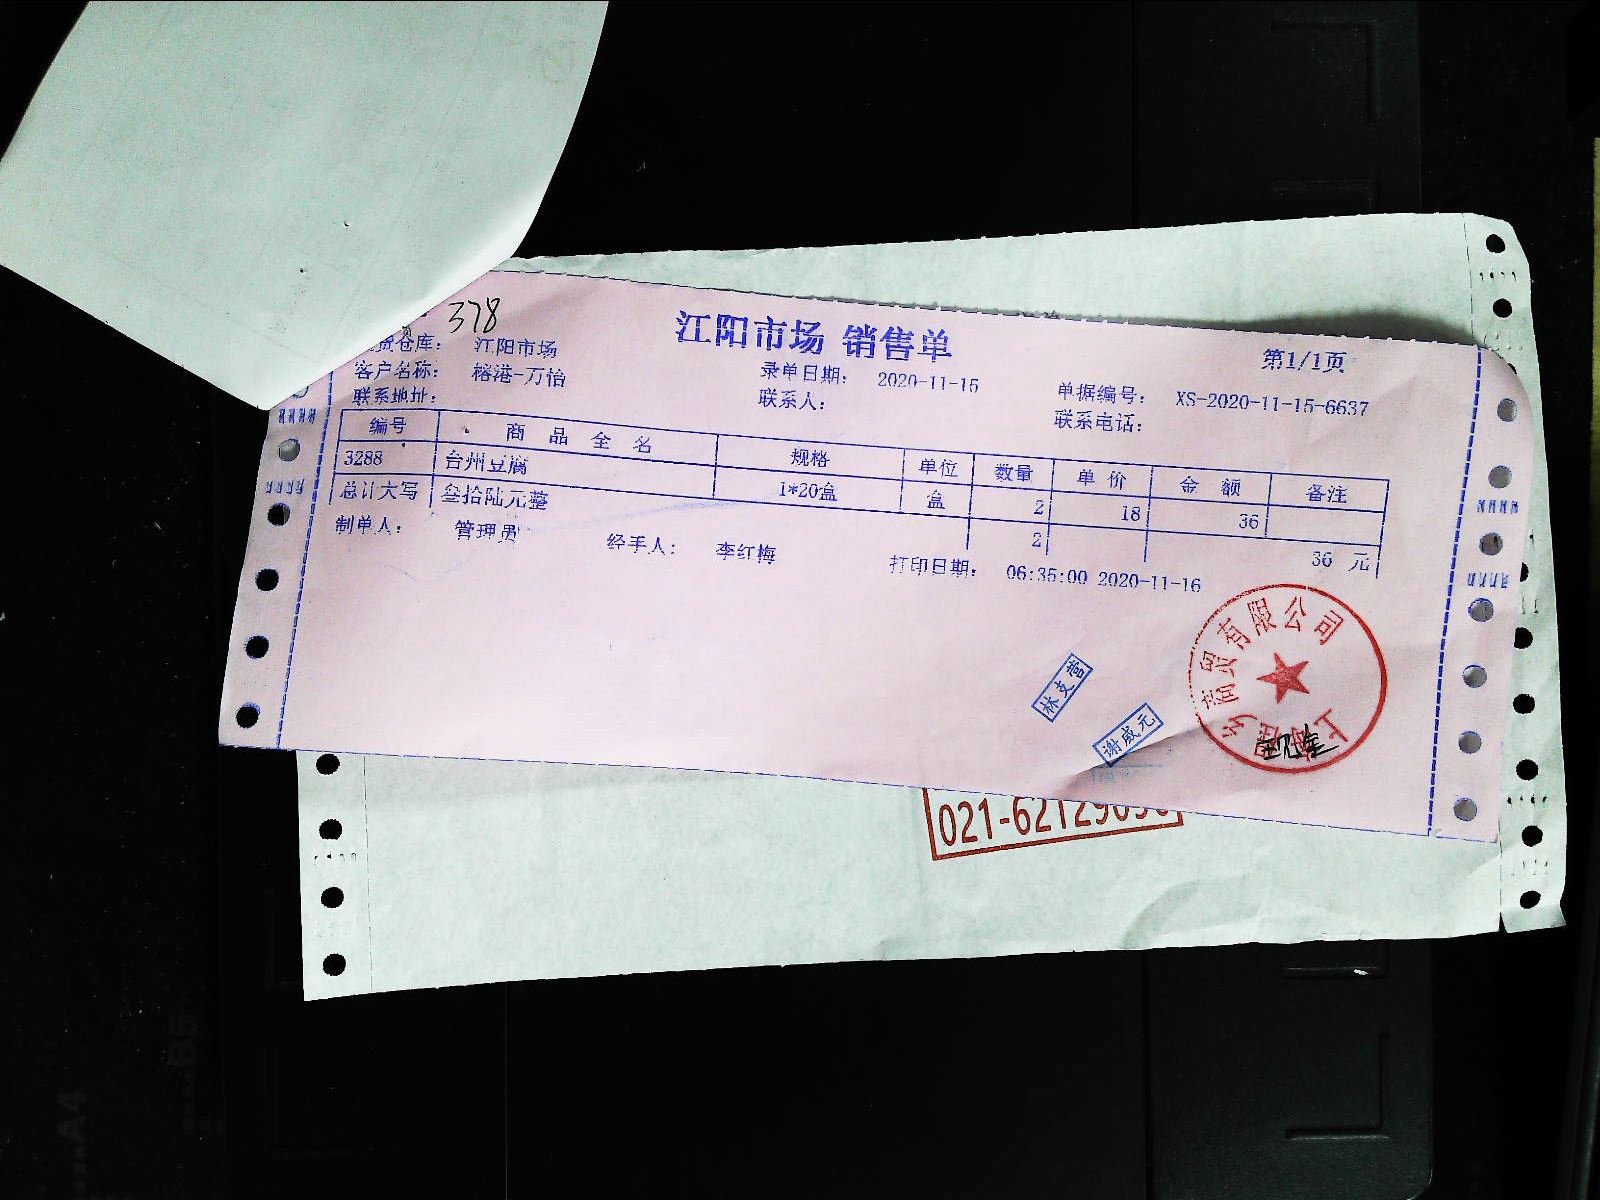 378
江阳市场 销售单
第1/1页
货仓库： 江阳市场
客户名称： 榕港-万怡 录单日期： 2020-11-15 单据编号： XS-2020-11-15-6637
联系地址： 联系人： 联系电话：
编号 商品全名 规格 单位 数量 单价 金额 备注
3288 台州豆腐 1*20盒 盒 2 18 36
总计大写 叁拾陆元整 2 36 元
制单人： 管理员 经手人： 李红梅 打印日期： 06:35:00 2020-11-16
林支营
谢成元
上海 商贸有限公司
021-6212909